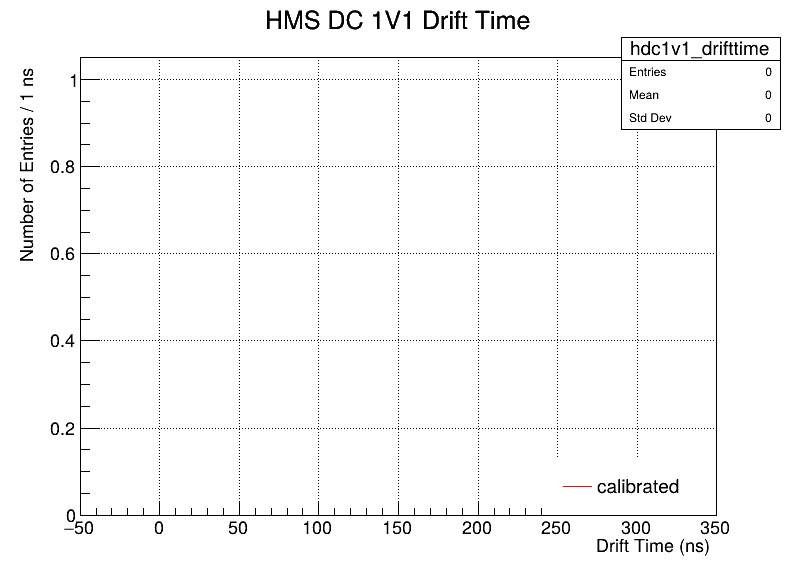 HMS DC 1V1 Drift Time
hdc1v1_drifttime
Entries 0
Mean 0
Std Dev 0
Number of Entries / 1 ns
1
0.8
0.6
0.4
0.2
0
−50 0 50 100 150 200 250 300 350
Drift Time (ns)
calibrated